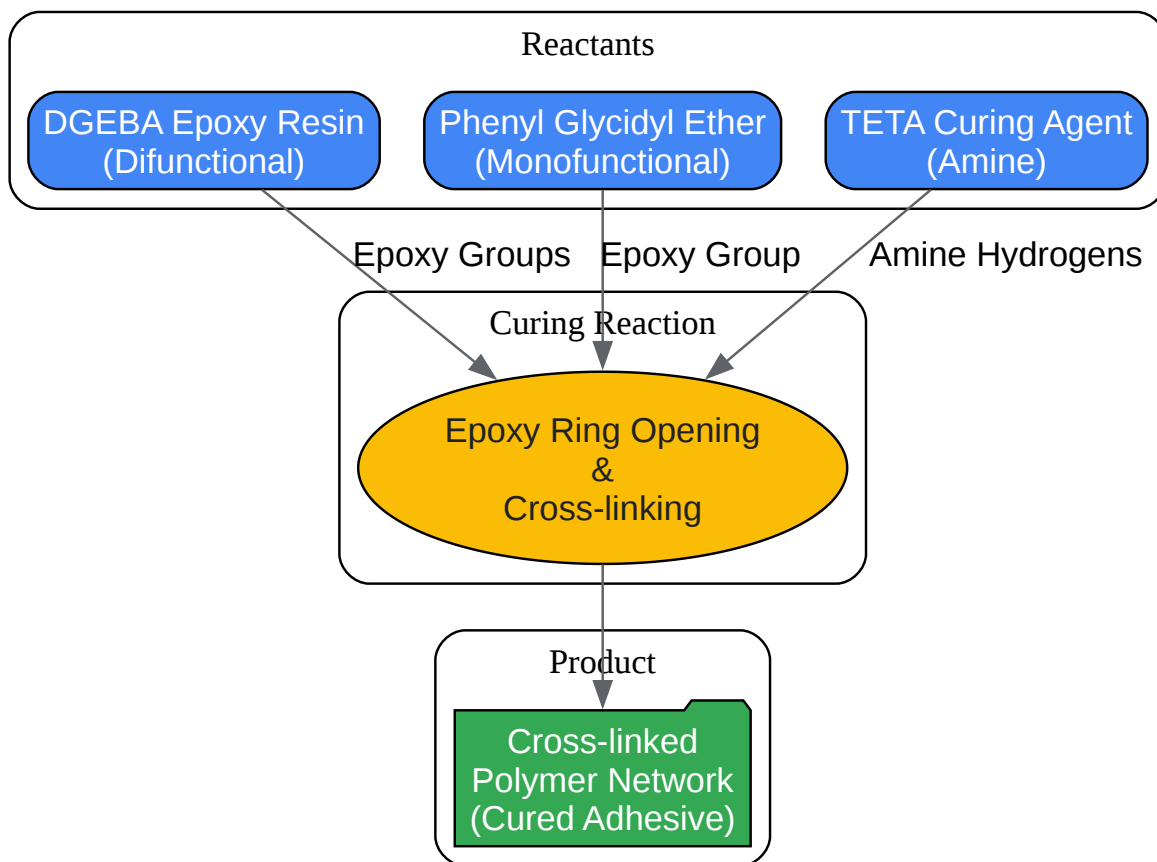 Reactants
DGEBA Epoxy Resin
(Difunctional)
Phenyl Glycidyl Ether
(Monofunctional)
TETA Curing Agent
(Amine)
Epoxy Groups
Epoxy Group
Amine Hydrogens
Curing Reaction
Epoxy Ring Opening
&
Cross-linking
Product
Cross-linked
Polymer Network
(Cured Adhesive)